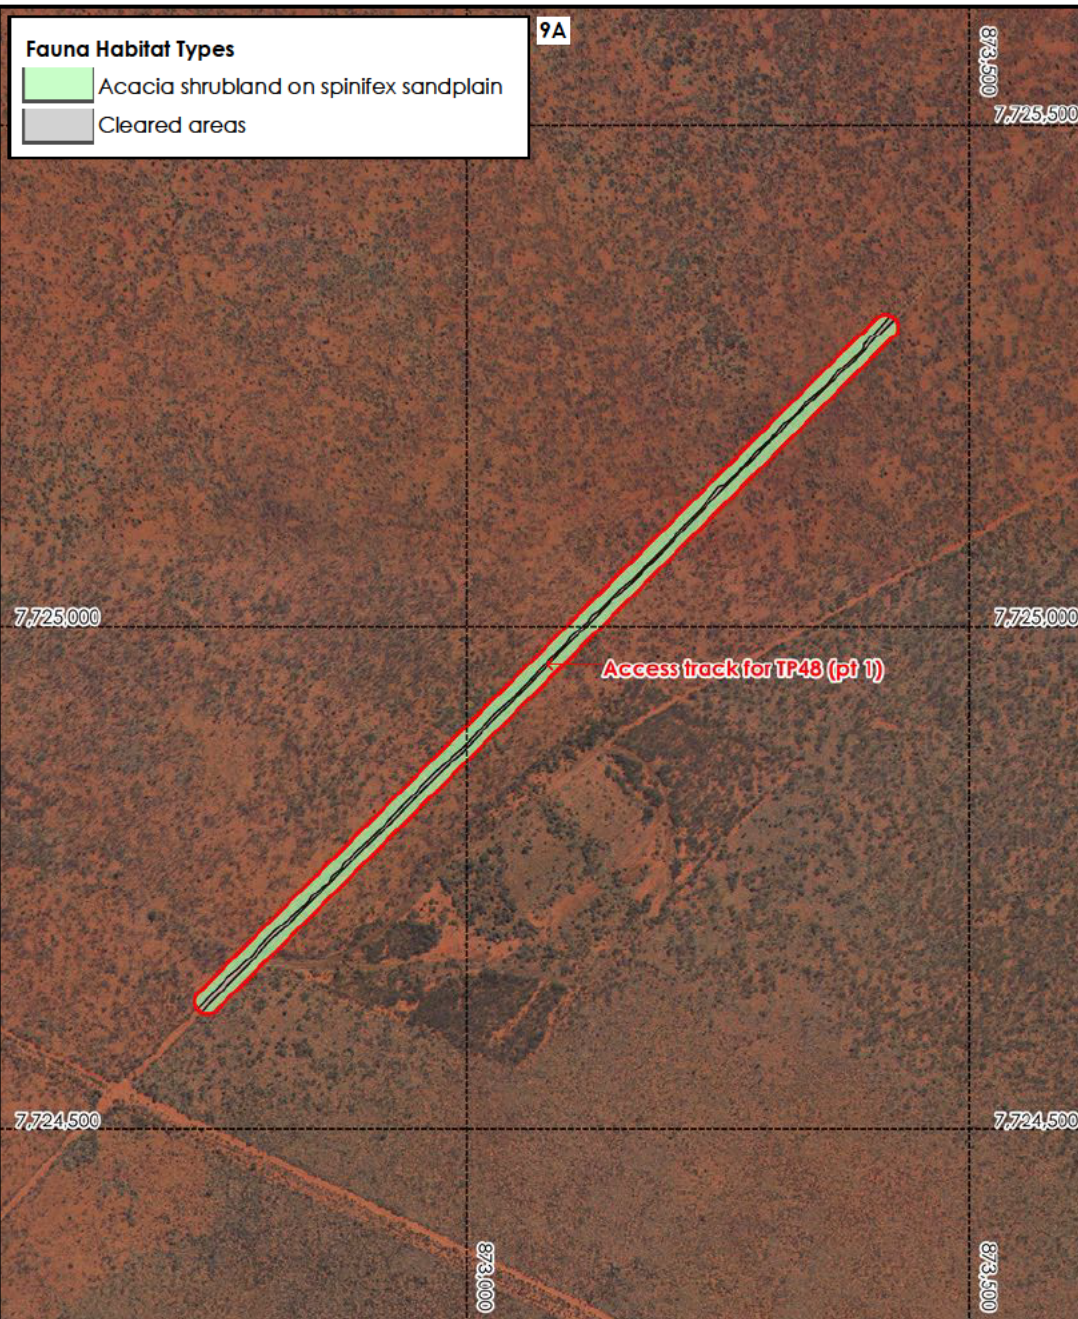 9A
Fauna Habitat Types
Acacia shrubland on spinifex sandplain
Cleared areas
873,500
7,725,500
7,725,000
7,725,000
Access track for TP48 (pt 1)
7,724,500
7,724,500
873,000
873,500